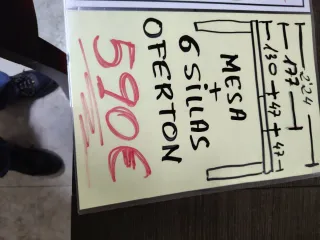 224
177
130 + 47 + 47
MESA
+
6 SILLAS
OFERTON
590€